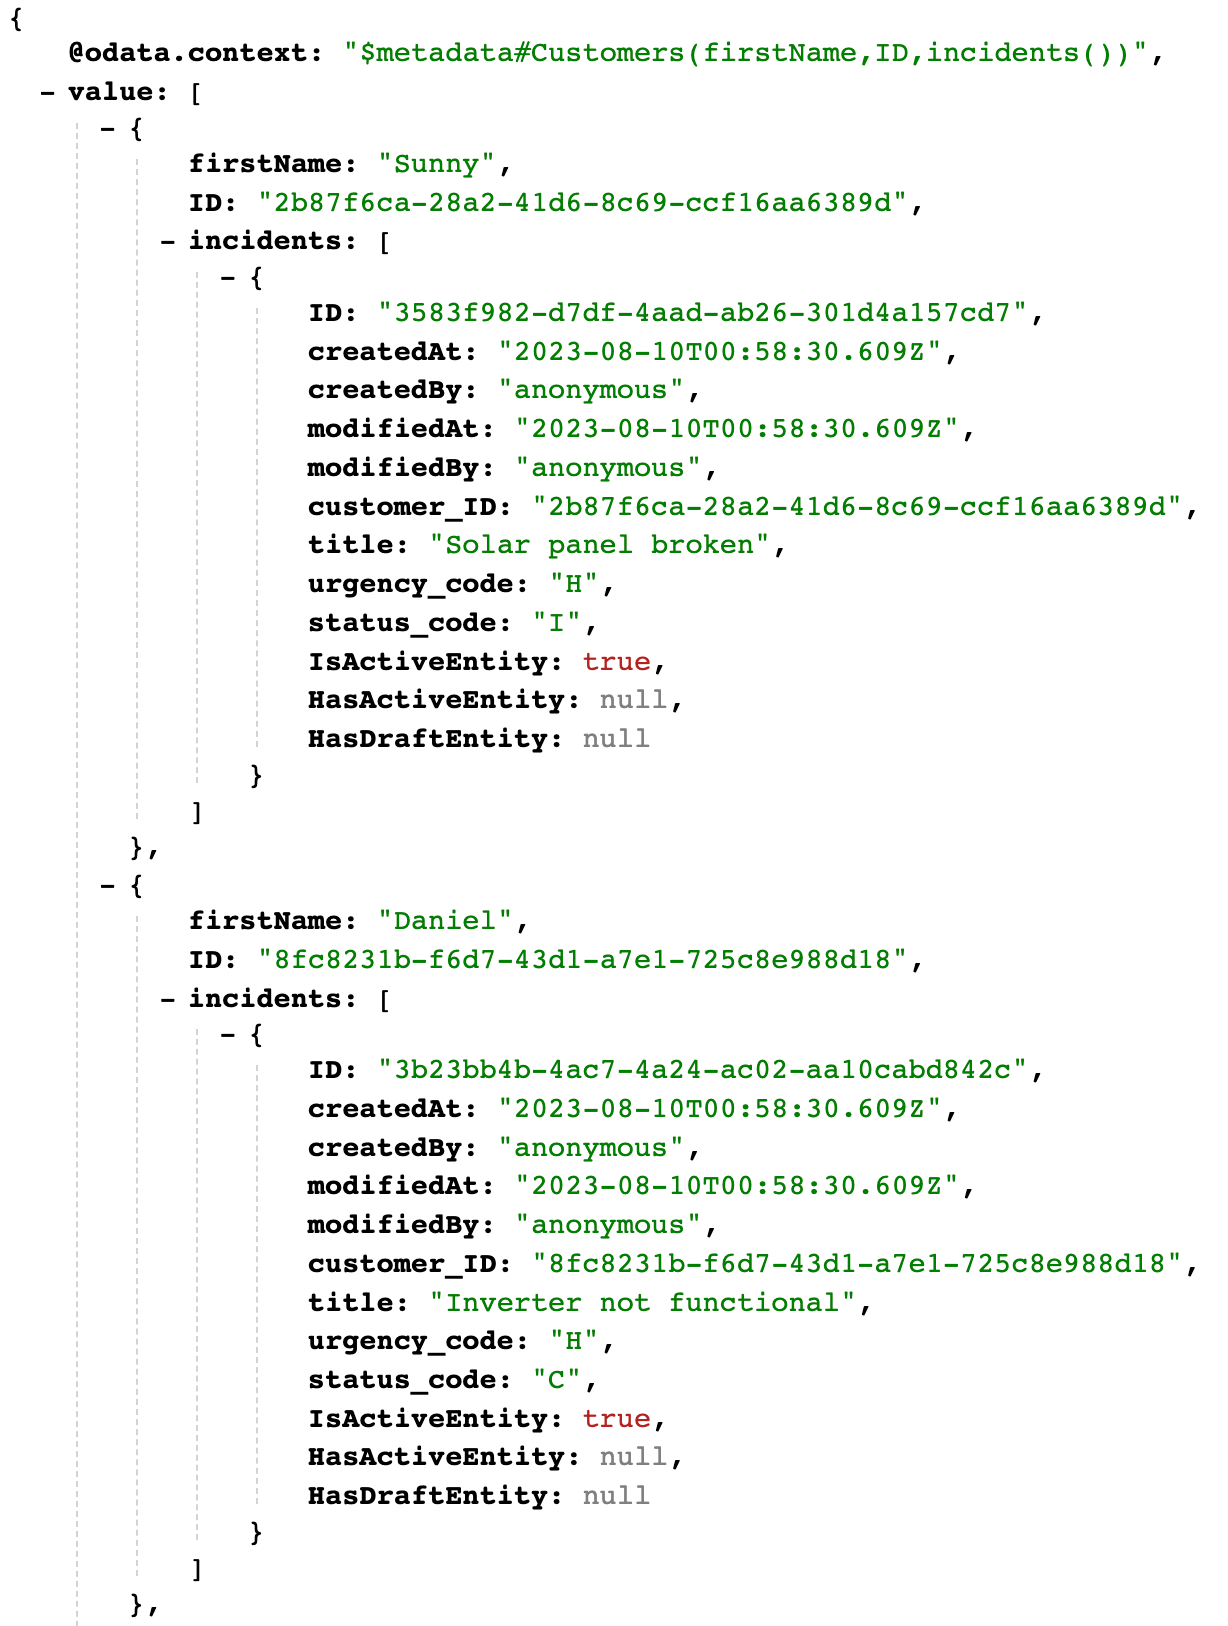 {
@odata.context: "$metadata#Customers(firstName,ID,incidents())",
– value: [
– {
firstName: "Sunny",
ID: "2b87f6ca-28a2-41d6-8c69-ccf16aa6389d",
– incidents: [
– {
ID: "3583f982-d7df-4aad-ab26-301d4a157cd7",
createdAt: "2023-08-10T00:58:30.609Z",
createdBy: "anonymous",
modifiedAt: "2023-08-10T00:58:30.609Z",
modifiedBy: "anonymous",
customer_ID: "2b87f6ca-28a2-41d6-8c69-ccf16aa6389d",
title: "Solar panel broken",
urgency_code: "H",
status_code: "I",
IsActiveEntity: true,
HasActiveEntity: null,
HasDraftEntity: null
}
]
},
– {
firstName: "Daniel",
ID: "8fc8231b-f6d7-43d1-a7e1-725c8e988d18",
– incidents: [
– {
ID: "3b23bb4b-4ac7-4a24-ac02-aa10cabd842c",
createdAt: "2023-08-10T00:58:30.609Z",
createdBy: "anonymous",
modifiedAt: "2023-08-10T00:58:30.609Z",
modifiedBy: "anonymous",
customer_ID: "8fc8231b-f6d7-43d1-a7e1-725c8e988d18",
title: "Inverter not functional",
urgency_code: "H",
status_code: "C",
IsActiveEntity: true,
HasActiveEntity: null,
HasDraftEntity: null
}
]
},